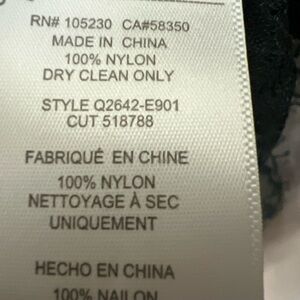 RN# 105230 CA#58350
MADE IN CHINA
100% NYLON
DRY CLEAN ONLY
STYLE Q2642-E901
CUT 518788
FABRIQUÉ EN CHINE
100% NYLON
NETTOYAGE À SEC
UNIQUEMENT
HECHO EN CHINA
100% NAILON